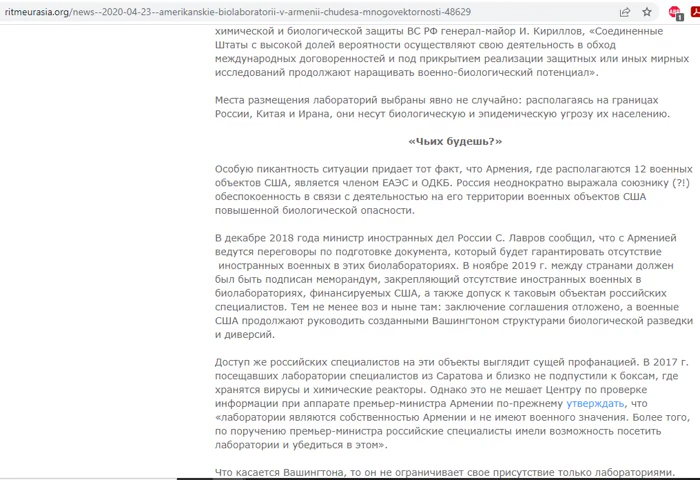 ritmeurasia.org/news--2020-04-23--amerikanskie-biolaboratorii-v-armenii-chudesa-mnogovektornosti-48629
химической и биологической защиты ВС РФ генерал-майор И. Кириллов, «Соединенные
Штаты с высокой долей вероятности осуществляют свою деятельность в обход
международных договоренностей и под прикрытием реализации защитных или иных мирных
исследований продолжают наращивать военно-биологический потенциал».
Места размещения лабораторий выбраны явно не случайно: располагаясь на границах
России, Китая и Ирана, они несут биологическую и эпидемическую угрозу их населению.
«Чьих будешь?»
Особую пикантность ситуации придает тот факт, что Армения, где располагаются 12 военных
объектов США, является членом ЕАЭС и ОДКБ. Россия неоднократно выражала союзнику (?!)
обеспокоенность в связи с деятельностью на его территории военных объектов США
повышенной биологической опасности.
В декабре 2018 года министр иностранных дел России С. Лавров сообщил, что с Арменией
ведутся переговоры по подготовке документа, который будет гарантировать отсутствие
иностранных военных в этих биолабораториях. В ноябре 2019 г. между странами должен
был быть подписан меморандум, закрепляющий отсутствие иностранных военных в
биолабораториях, финансируемых США, а также допуск к таковым объектам российских
специалистов. Тем не менее воз и ныне там: заключение соглашения отложено, а военные
США продолжают руководить созданными Вашингтоном структурами биологической разведки
и диверсий.
Доступ же российских специалистов на эти объекты выглядит сущей профанацией. В 2017 г.
посещавших лаборатории специалистов из Саратова и близко не подпустили к боксам, где
хранятся вирусы и химические реакторы. Однако это не мешает Центру по проверке
информации при аппарате премьер-министра Армении по-прежнему утверждать, что
«лаборатории являются собственностью Армении и не имеют военного значения. Более того,
по поручению премьер-министра российские специалисты имели возможность посетить
лаборатории и убедиться в этом».
Что касается Вашингтона, то он не ограничивает свое присутствие только лабораториями.